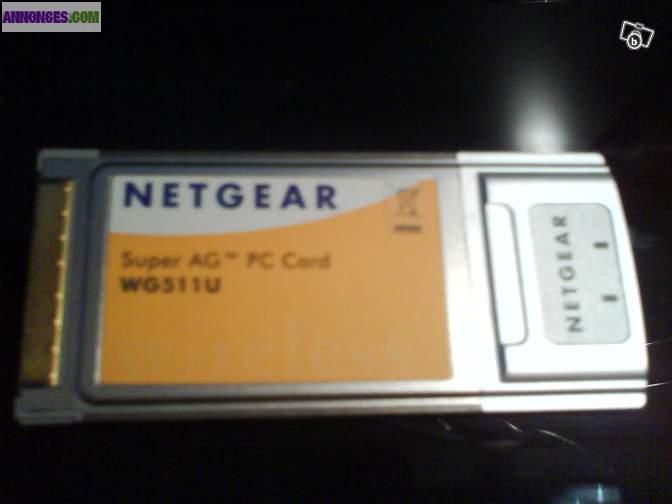 ANNONCES.COM
b
NETGEAR
Super AG™ PC Card
WG511U
wireless
NETGEAR